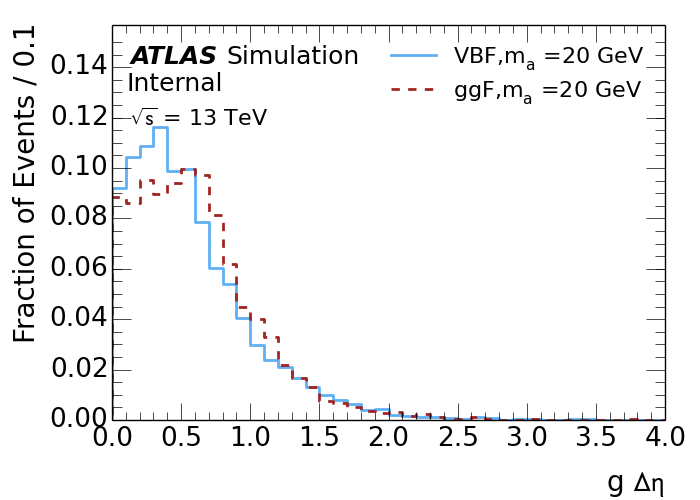 ATLAS Simulation
Internal
√s = 13 TeV
VBF,mₐ =20 GeV
ggF,mₐ =20 GeV
Fraction of Events / 0.1
0.14
0.12
0.10
0.08
0.06
0.04
0.02
0.00
0.0 0.5 1.0 1.5 2.0 2.5 3.0 3.5 4.0
g Δη